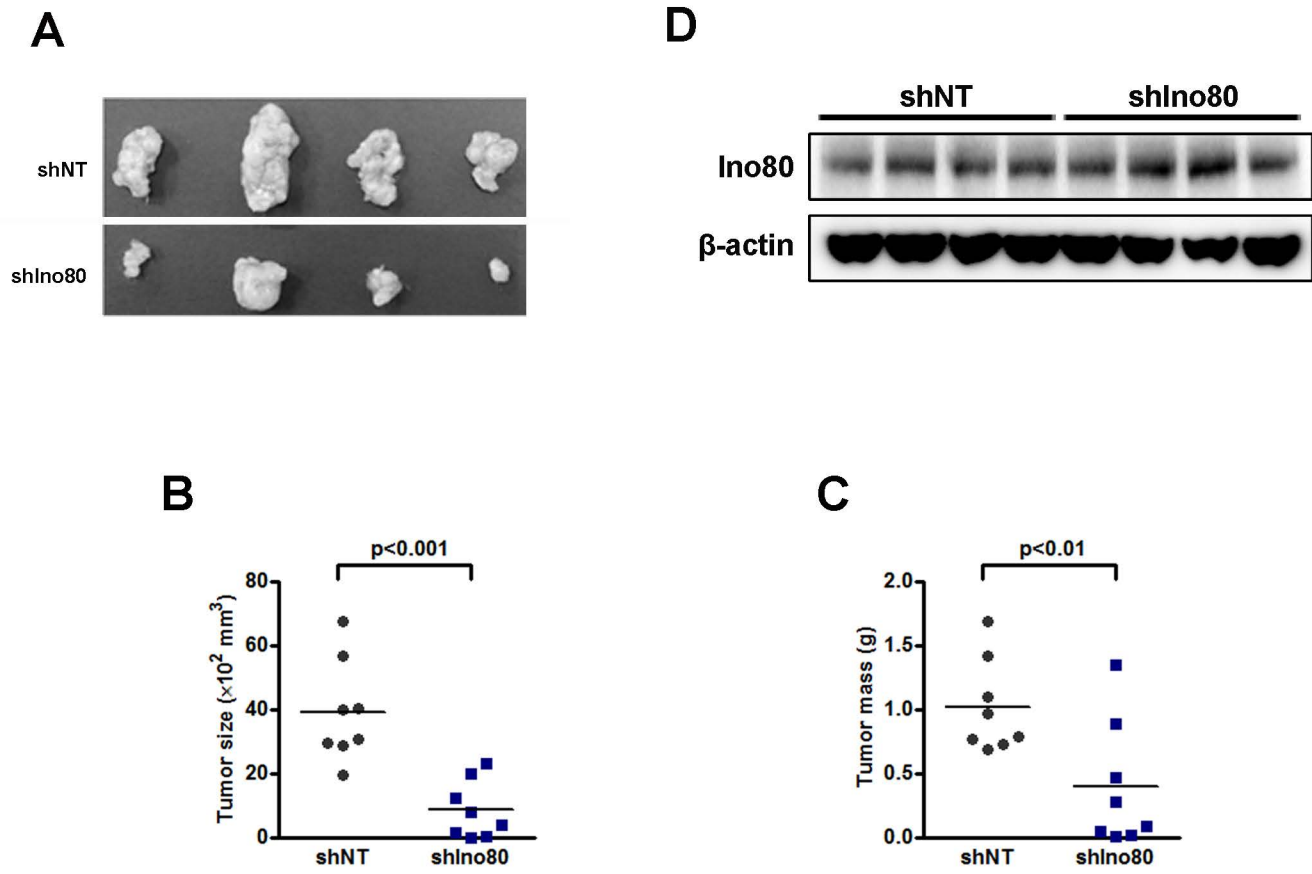 A
shNT
shIno80
D
shNT shIno80
Ino80
β-actin
B
p<0.001
Tumor size (×10² mm³)
80
60
40
20
0
shNT shIno80
C
p<0.01
Tumor mass (g)
2.0
1.5
1.0
0.5
0.0
shNT shIno80